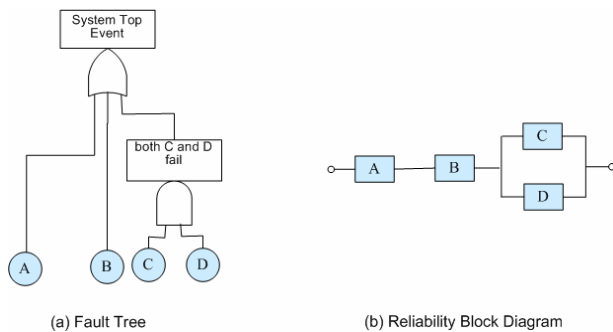 System Top
Event
both C and D
fail
A
B
C
D
(a) Fault Tree
A
B
C
D
(b) Reliability Block Diagram